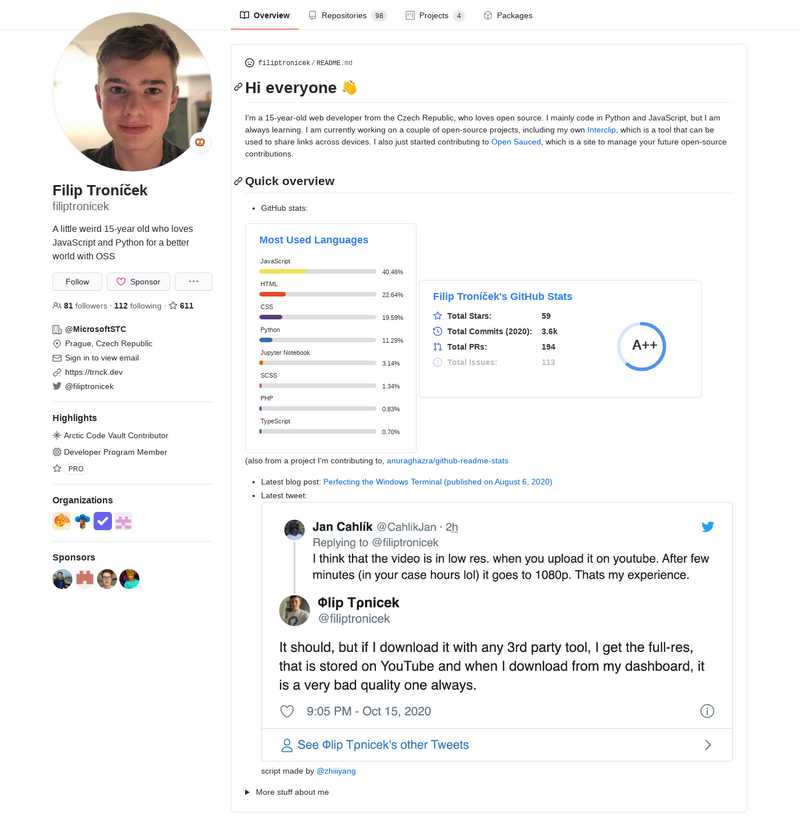 Overview
Repositories 98
Projects 4
Packages
Filip Troníček
filiptronicek
A little weird 15-year old who loves
JavaScript and Python for a better
world with OSS
Follow
Sponsor
···
81 followers · 112 following · 611
@MicrosoftSTC
Prague, Czech Republic
Sign in to view email
https://trnck.dev
@filiptronicek
Highlights
Arctic Code Vault Contributor
Developer Program Member
PRO
Organizations
Sponsors
filiptronicek / README.md
Hi everyone 👋
I'm a 15-year-old web developer from the Czech Republic, who loves open source. I mainly code in Python and JavaScript, but I am
always learning. I am currently working on a couple of open-source projects, including my own Interclip, which is a tool that can be
used to share links across devices. I also just started contributing to Open Sauced, which is a site to manage your future open-source
contributions.
Quick overview
• GitHub stats:
Most Used Languages
JavaScript
40.46%
HTML
22.64%
CSS
19.59%
Python
11.29%
Jupyter Notebook
3.14%
SCSS
1.34%
PHP
0.83%
TypeScript
0.70%
Filip Troníček's GitHub Stats
Total Stars: 59
Total Commits (2020): 3.6k
Total PRs: 194
Total Issues: 113
A++
(also from a project I'm contributing to, anuraghazra/github-readme-stats
• Latest blog post: Perfecting the Windows Terminal (published on August 6, 2020)
• Latest tweet:
Jan Cahlík @CahlikJan · 2h
Replying to @filiptronicek
I think that the video is in low res. when you upload it on youtube. After few
minutes (in your case hours lol) it goes to 1080p. Thats my experience.
Φlip Tρnicek
@filiptronicek
It should, but if I download it with any 3rd party tool, I get the full-res,
that is stored on YouTube and when I download from my dashboard, it
is a very bad quality one always.
9:05 PM - Oct 15, 2020
See Φlip Tρnicek's other Tweets
script made by @zhiiiyang
More stuff about me